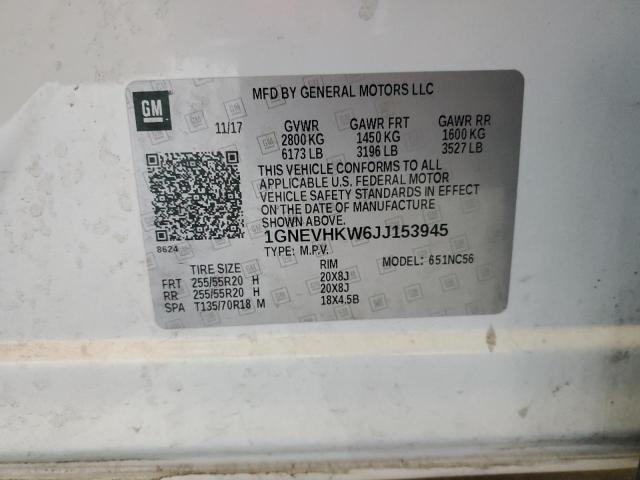 GM
MFD BY GENERAL MOTORS LLC
11/17 GVWR GAWR FRT GAWR RR
2800 KG 1450 KG 1600 KG
6173 LB 3196 LB 3527 LB
THIS VEHICLE CONFORMS TO ALL
APPLICABLE U.S. FEDERAL MOTOR
VEHICLE SAFETY STANDARDS IN EFFECT
ON THE DATE OF MANUFACTURE
SHOWN ABOVE.
8624
1GNEVHKW6JJ153945
TYPE: M.P.V. MODEL: 651NC56
TIRE SIZE RIM
FRT 255/55R20 H 20X8J
RR 255/55R20 H 20X8J
SPA T135/70R18 M 18X4.5B